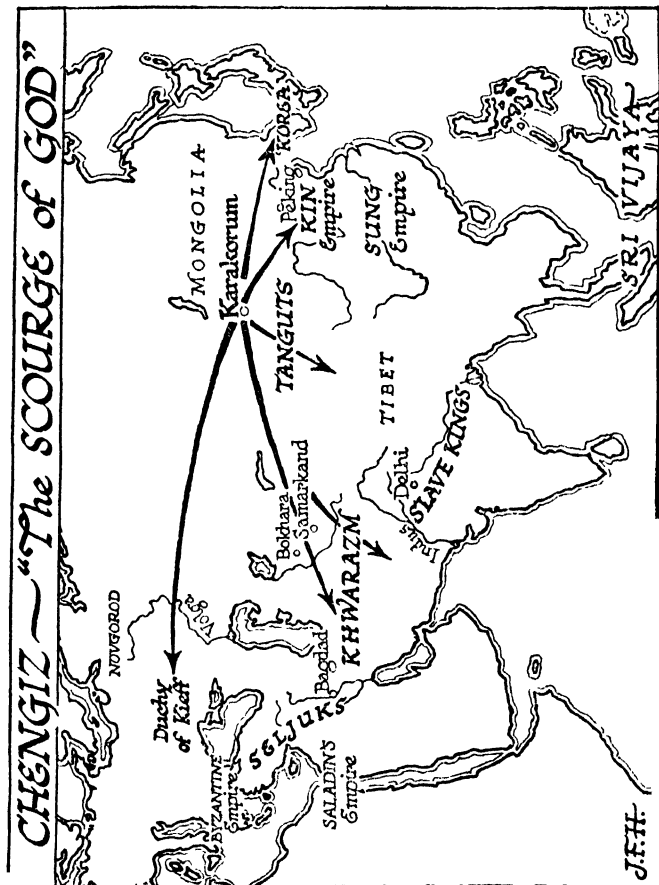 CHENGIZ — "The SCOURGE of GOD"
NOVGOROD
Volga
Duchy
of Kieff
BYZANTINE
Empire
SELJUKS
SALADIN'S
Empire
Bagdad
KHWARAZM
Bokhara
Samarkand
MONGOLIA
Karakorum
TANGUTS
TIBET
Delhi
Indus
SLAVE KINGS
Peking
KIN
Empire
KOREA
SUNG
Empire
SRI VIJAYA
J.F.H.